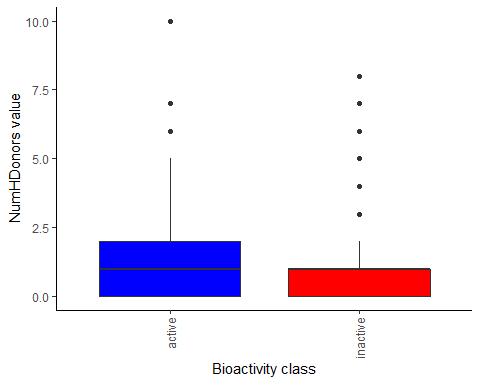 NumHDonors value
10.0
7.5
5.0
2.5
0.0
active
inactive
Bioactivity class